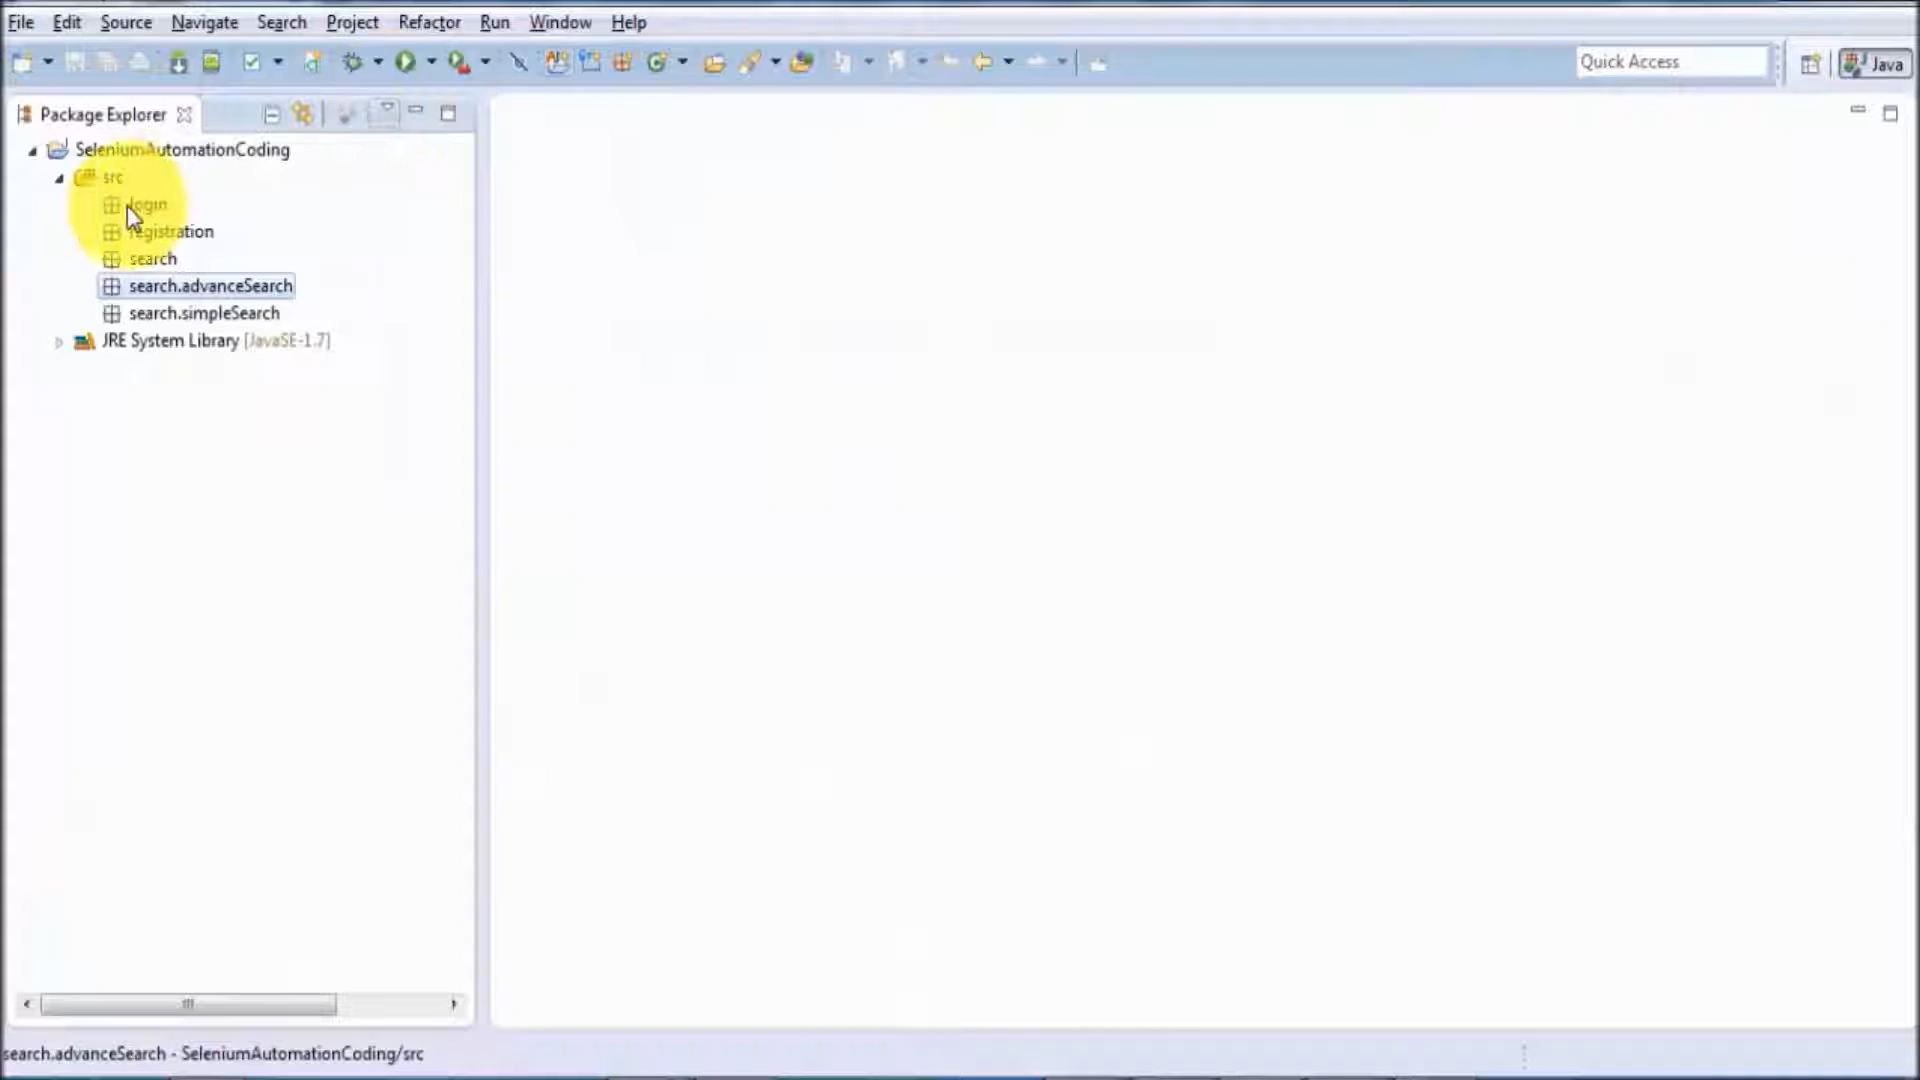 File Edit Source Navigate Search Project Refactor Run Window Help
Quick Access
Java
Package Explorer
SeleniumAutomationCoding
src
login
registration
search
search.advanceSearch
search.simpleSearch
JRE System Library [JavaSE-1.7]
search.advanceSearch - SeleniumAutomationCoding/src